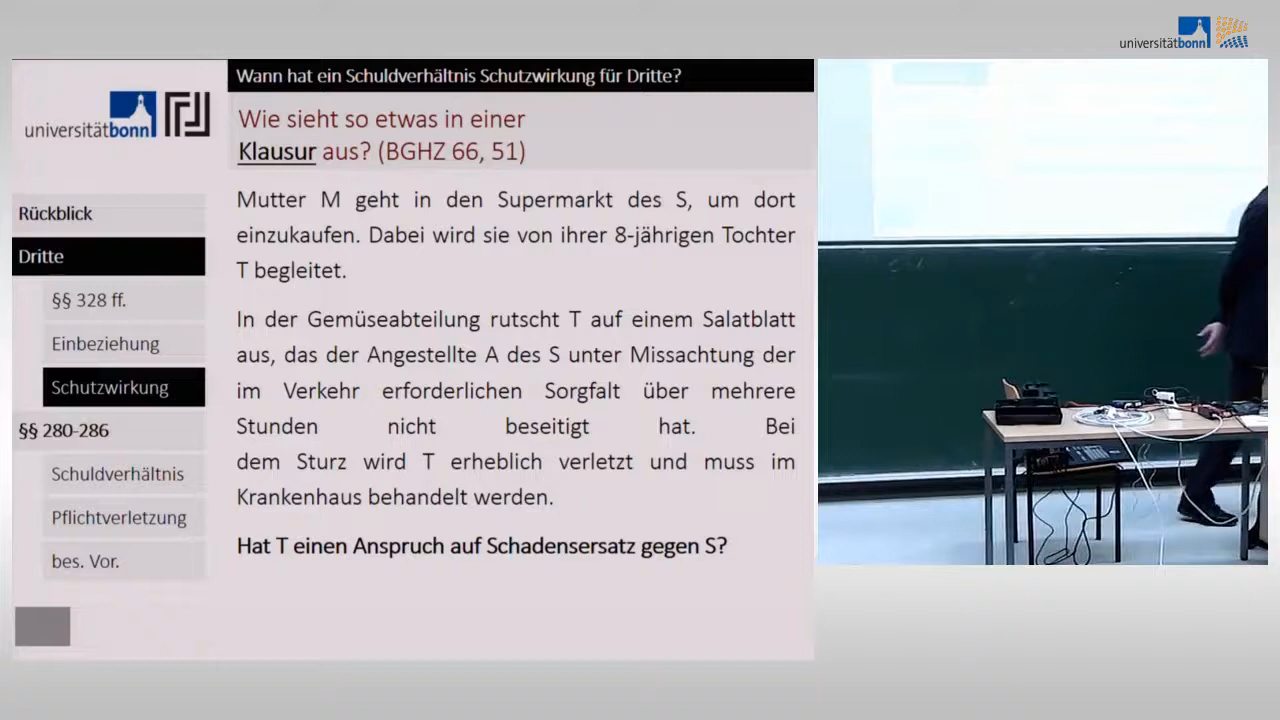 universitätbonn
Wann hat ein Schuldverhältnis Schutzwirkung für Dritte?
universitätbonn
Wie sieht so etwas in einer
Klausur aus? (BGHZ 66, 51)
Rückblick
Dritte
§§ 328 ff.
Einbeziehung
Schutzwirkung
§§ 280-286
Schuldverhältnis
Pflichtverletzung
bes. Vor.
Mutter M geht in den Supermarkt des S, um dort
einzukaufen. Dabei wird sie von ihrer 8-jährigen Tochter
T begleitet.
In der Gemüseabteilung rutscht T auf einem Salatblatt
aus, das der Angestellte A des S unter Missachtung der
im Verkehr erforderlichen Sorgfalt über mehrere
Stunden nicht beseitigt hat. Bei
dem Sturz wird T erheblich verletzt und muss im
Krankenhaus behandelt werden.
Hat T einen Anspruch auf Schadensersatz gegen S?